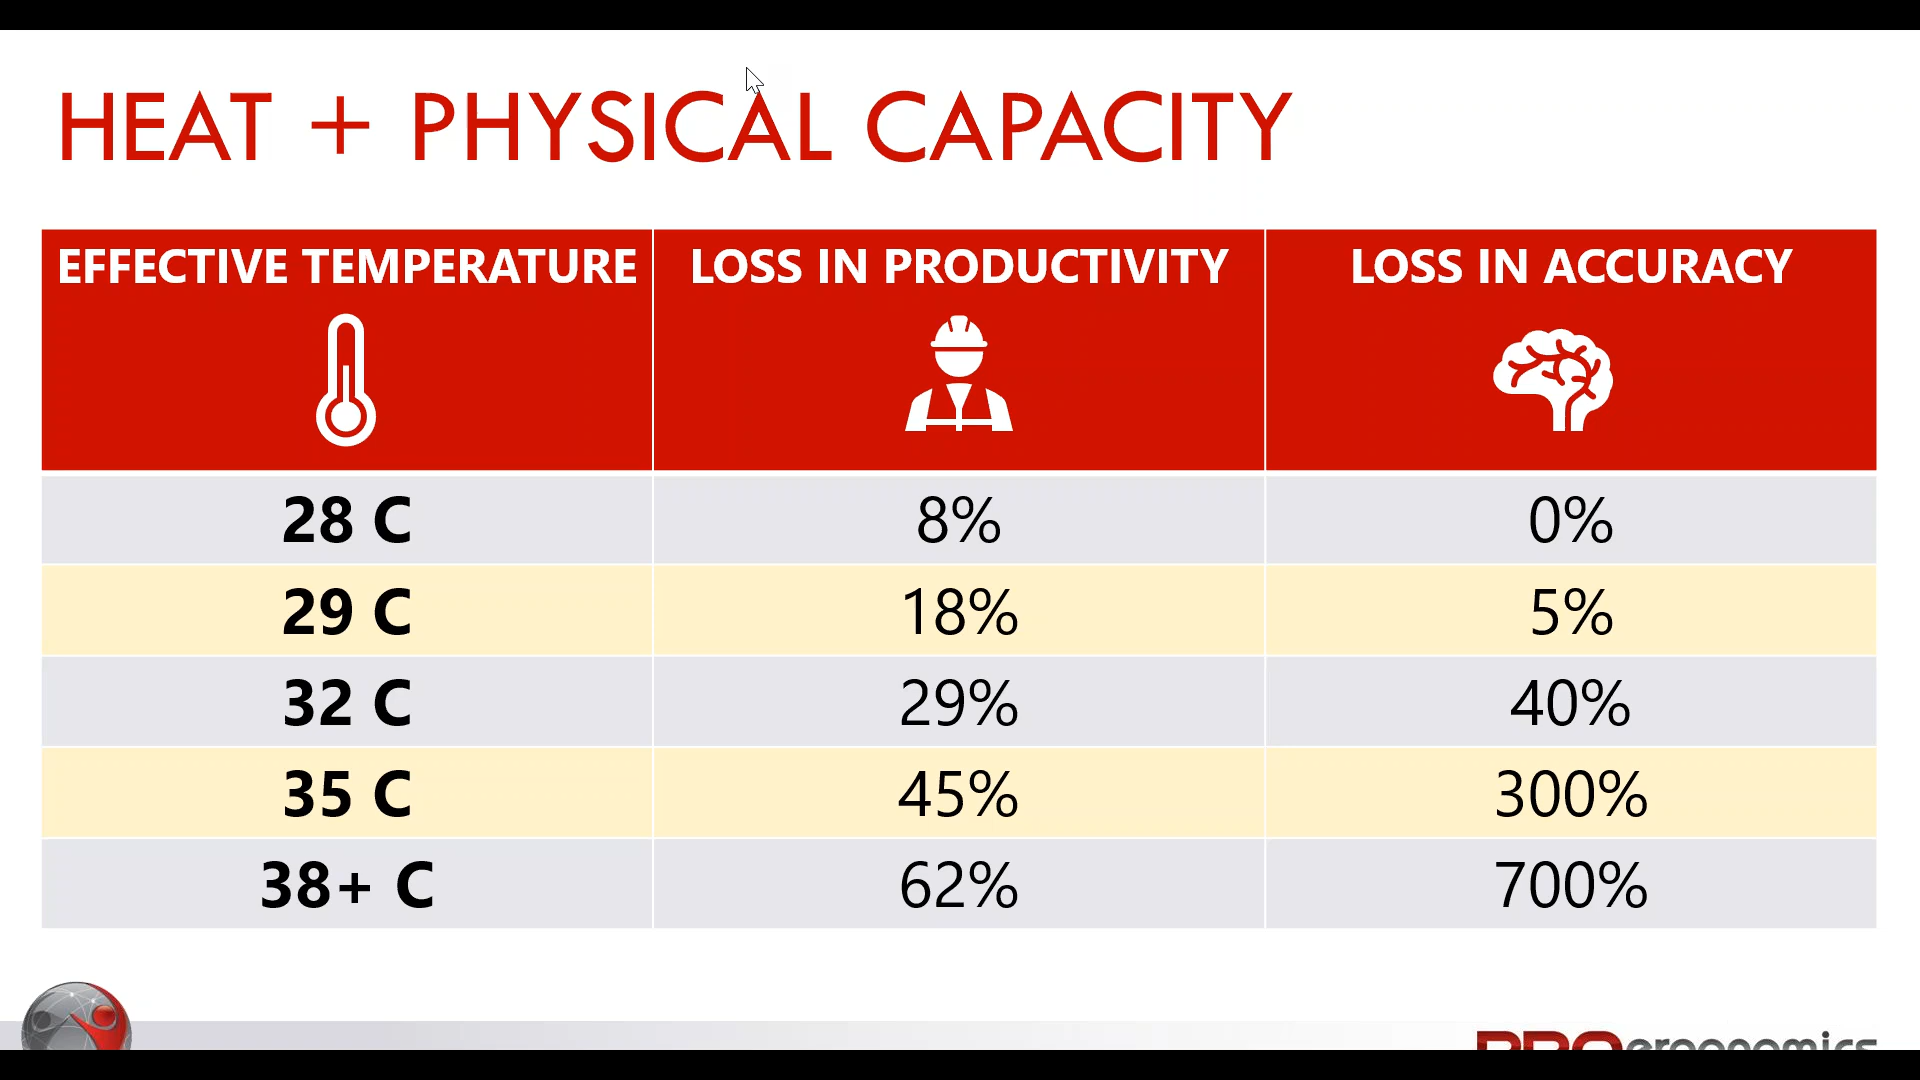 HEAT + PHYSICAL CAPACITY
EFFECTIVE TEMPERATURE LOSS IN PRODUCTIVITY LOSS IN ACCURACY
28 C 8% 0%
29 C 18% 5%
32 C 29% 40%
35 C 45% 300%
38+ C 62% 700%
PROergonomics